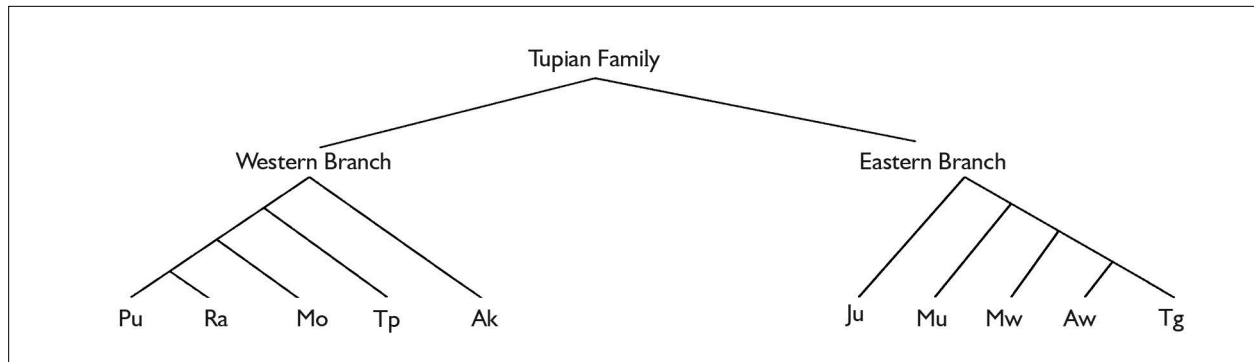 Tupian Family
Western Branch Eastern Branch
Pu Ra Mo Tp Ak Ju Mu Mw Aw Tg